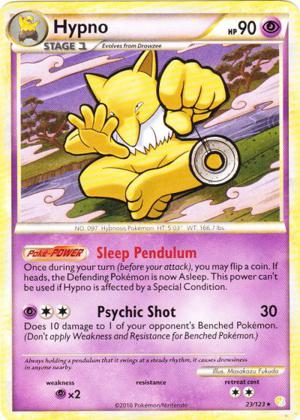 Hypno
HP 90
STAGE 1
Evolves from Drowzee
NO. 097 Hypnosis Pokémon HT: 5'03" WT: 166.7 lbs.
Poké-POWER Sleep Pendulum
Once during your turn (before your attack), you may flip a coin. If
heads, the Defending Pokémon is now Asleep. This power can't
be used if Hypno is affected by a Special Condition.
Psychic Shot 30
Does 10 damage to 1 of your opponent's Benched Pokémon.
(Don't apply Weakness and Resistance for Benched Pokémon.)
Always holding a pendulum that it swings at a steady rhythm, it causes drowsiness
in anyone nearby.
Illus. Masakazu Fukuda
weakness resistance retreat cost
×2
23/123 ★
©2010 Pokémon/Nintendo